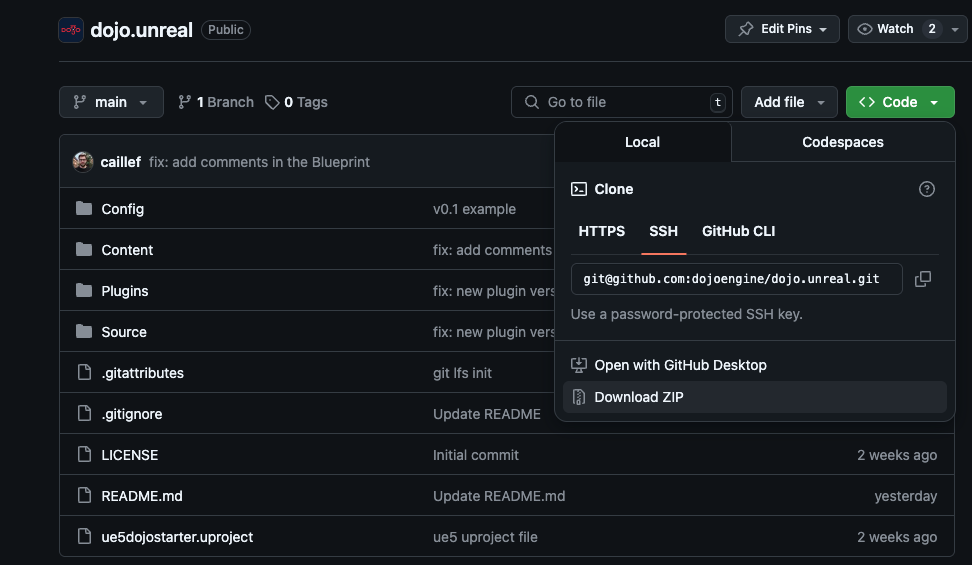 dojo.unreal Public Edit Pins Watch 2
main 1 Branch 0 Tags Go to file t Add file Code
Local Codespaces
caillef fix: add comments in the Blueprint
Clone
Config v0.1 example
HTTPS SSH GitHub CLI
Content fix: add comments
git@github.com:dojoengine/dojo.unreal.git
Plugins fix: new plugin vers
Use a password-protected SSH key.
Source fix: new plugin vers
Open with GitHub Desktop
.gitattributes git lfs init
Download ZIP
.gitignore Update README
LICENSE Initial commit 2 weeks ago
README.md Update README.md yesterday
ue5dojostarter.uproject ue5 uproject file 2 weeks ago